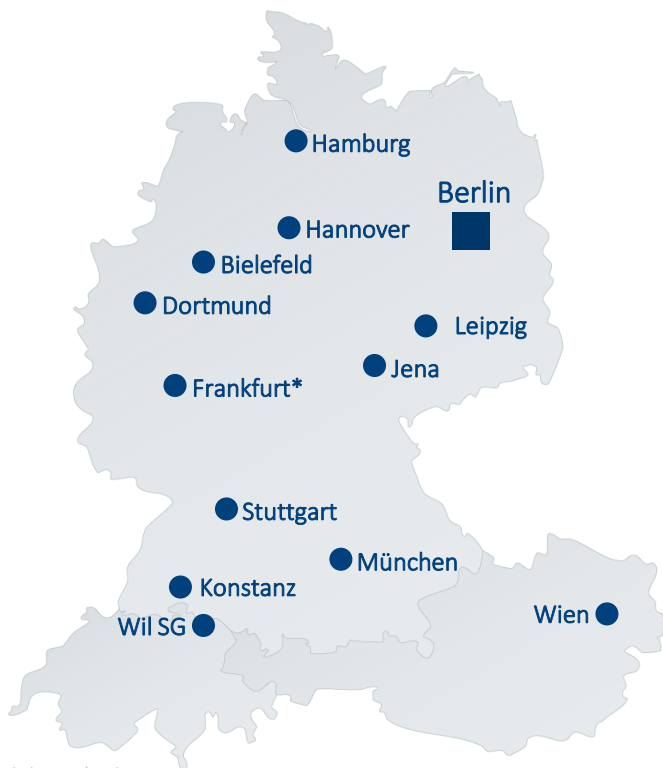 Hamburg
Berlin
Hannover
Bielefeld
Dortmund
Leipzig
Jena
Frankfurt*
Stuttgart
München
Konstanz
Wien
Wil SG